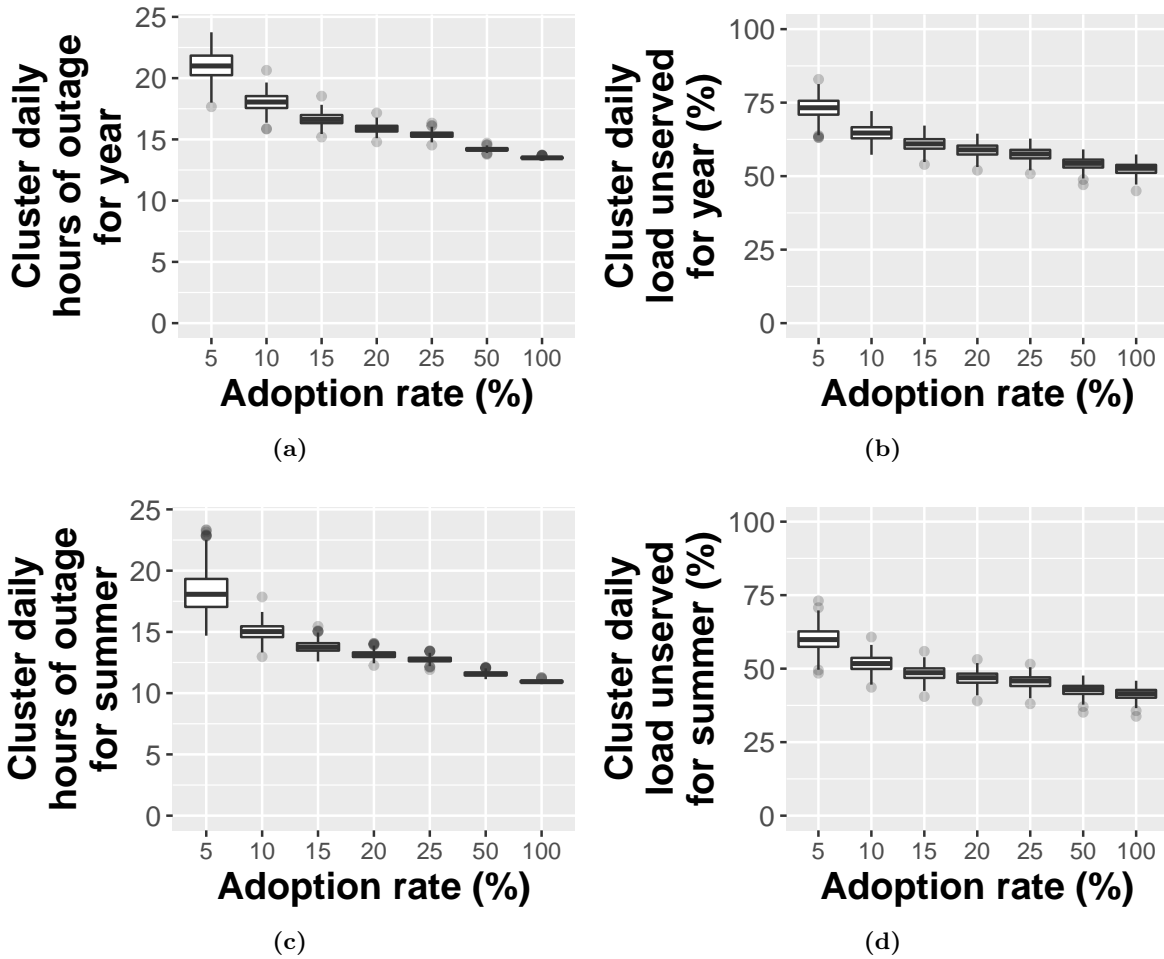 Cluster daily
hours of outage
for year
25
20
15
10
5
0
5 10 15 20 25 50 100
Adoption rate (%)
(a)
Cluster daily
load unserved
for year (%)
100
75
50
25
0
5 10 15 20 25 50 100
Adoption rate (%)
(b)
Cluster daily
hours of outage
for summer
25
20
15
10
5
0
5 10 15 20 25 50 100
Adoption rate (%)
(c)
Cluster daily
load unserved
for summer (%)
100
75
50
25
0
5 10 15 20 25 50 100
Adoption rate (%)
(d)